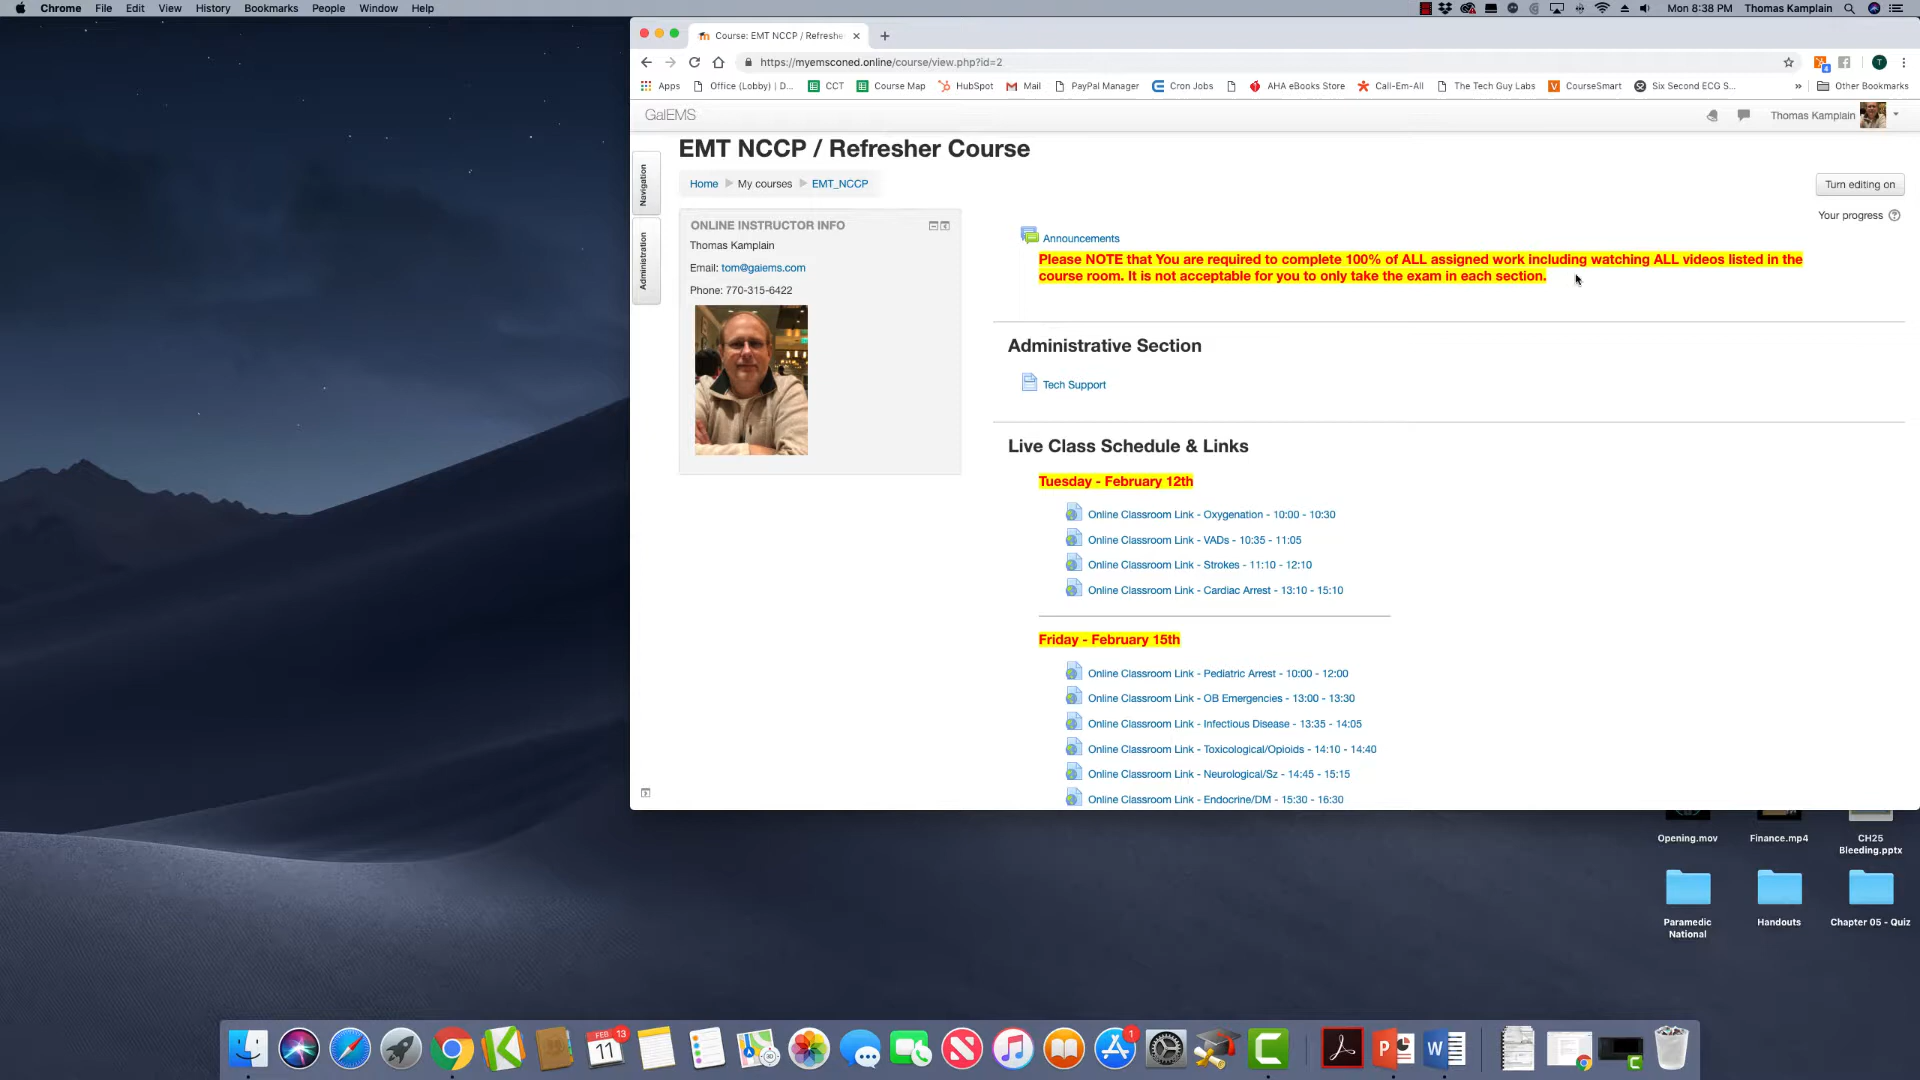 Chrome File Edit View History Bookmarks People Window Help
Mon 8:38 PM Thomas Kamplain
Course: EMT NCCP / Refreshe
https://myemsconed.online/course/view.php?id=2
Apps Office (Lobby) | D... CCT Course Map HubSpot Mail PayPal Manager Cron Jobs AHA eBooks Store Call-Em-All The Tech Guy Labs CourseSmart Six Second ECG S... » Other Bookmarks
GaIEMS
Thomas Kamplain
EMT NCCP / Refresher Course
Navigation
Home My courses EMT_NCCP
Turn editing on
Your progress
Administration
ONLINE INSTRUCTOR INFO
Thomas Kamplain
Email: tom@gaiems.com
Phone: 770-315-6422
Announcements
Please NOTE that You are required to complete 100% of ALL assigned work including watching ALL videos listed in the
course room. It is not acceptable for you to only take the exam in each section.
Administrative Section
Tech Support
Live Class Schedule & Links
Tuesday - February 12th
Online Classroom Link - Oxygenation - 10:00 - 10:30
Online Classroom Link - VADs - 10:35 - 11:05
Online Classroom Link - Strokes - 11:10 - 12:10
Online Classroom Link - Cardiac Arrest - 13:10 - 15:10
Friday - February 15th
Online Classroom Link - Pediatric Arrest - 10:00 - 12:00
Online Classroom Link - OB Emergencies - 13:00 - 13:30
Online Classroom Link - Infectious Disease - 13:35 - 14:05
Online Classroom Link - Toxicological/Opioids - 14:10 - 14:40
Online Classroom Link - Neurological/Sz - 14:45 - 15:15
Online Classroom Link - Endocrine/DM - 15:30 - 16:30
Opening.mov
Finance.mp4
CH25
Bleeding.pptx
Paramedic
National
Handouts
Chapter 05 - Quiz
FEB
11
13
1